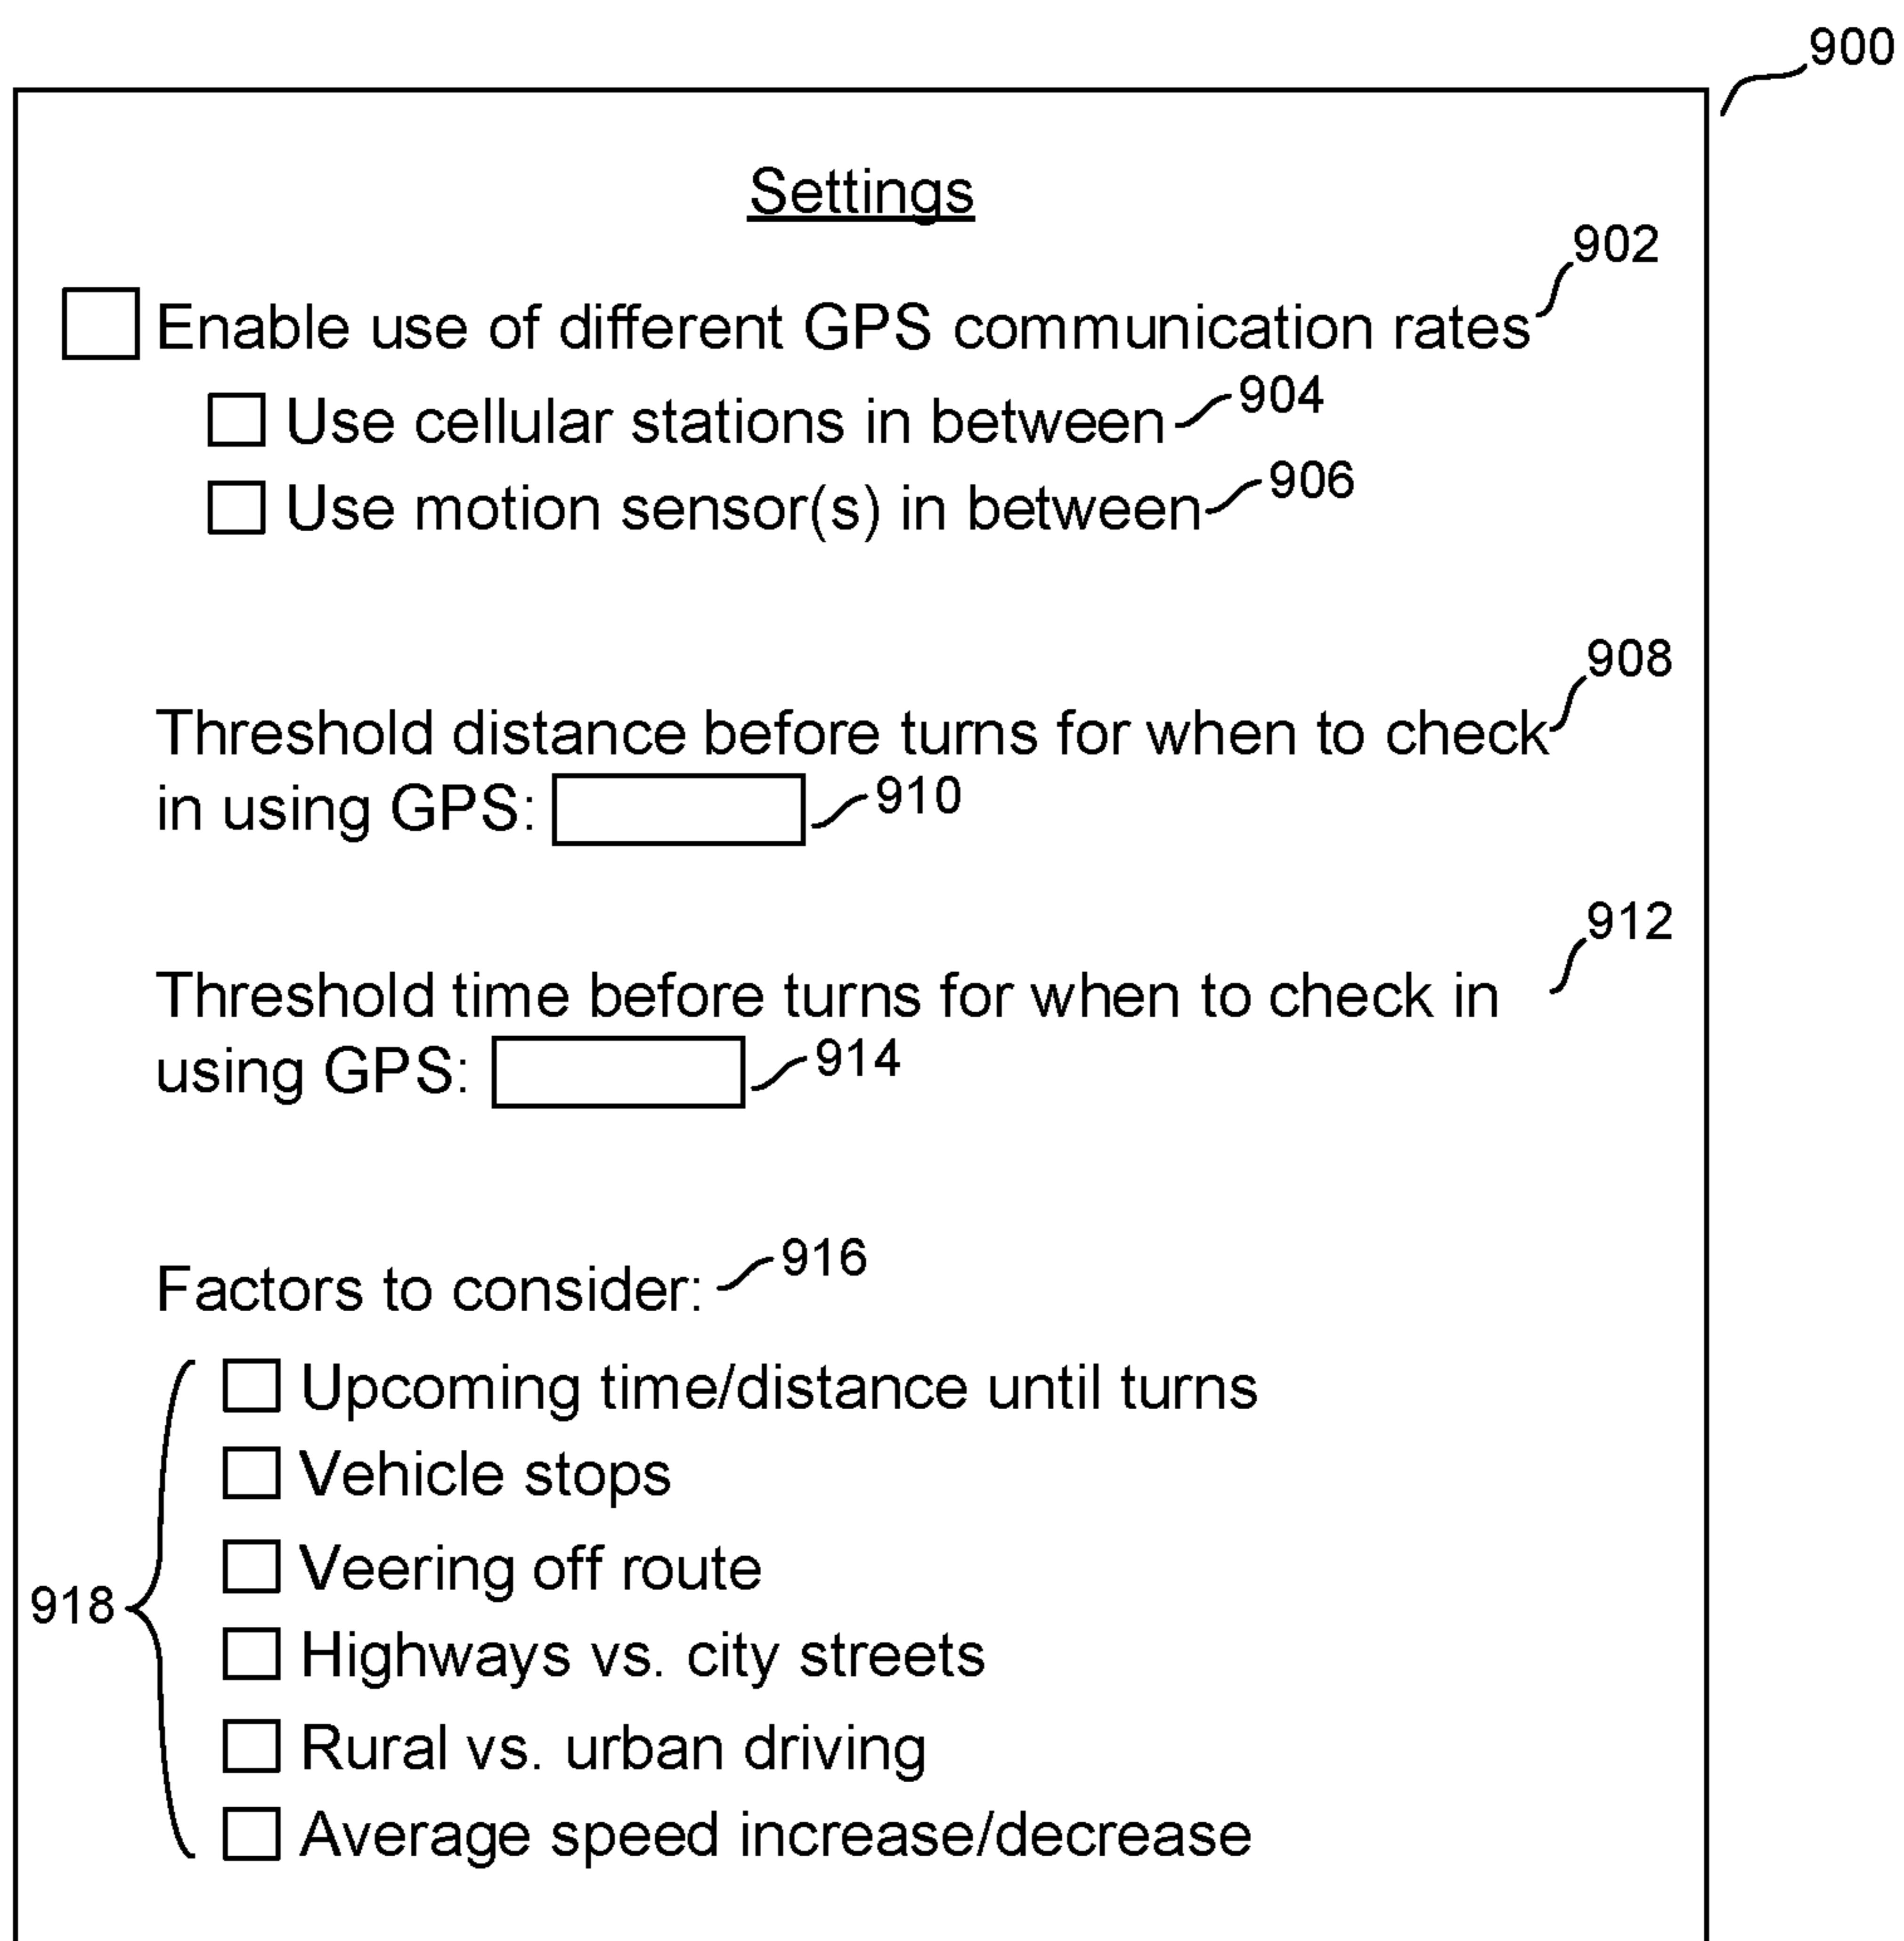 900
Settings
902
Enable use of different GPS communication rates
Use cellular stations in between 904
Use motion sensor(s) in between 906
908
Threshold distance before turns for when to check
in using GPS: 910
912
Threshold time before turns for when to check in
using GPS: 914
Factors to consider: 916
Upcoming time/distance until turns
Vehicle stops
Veering off route
918
Highways vs. city streets
Rural vs. urban driving
Average speed increase/decrease